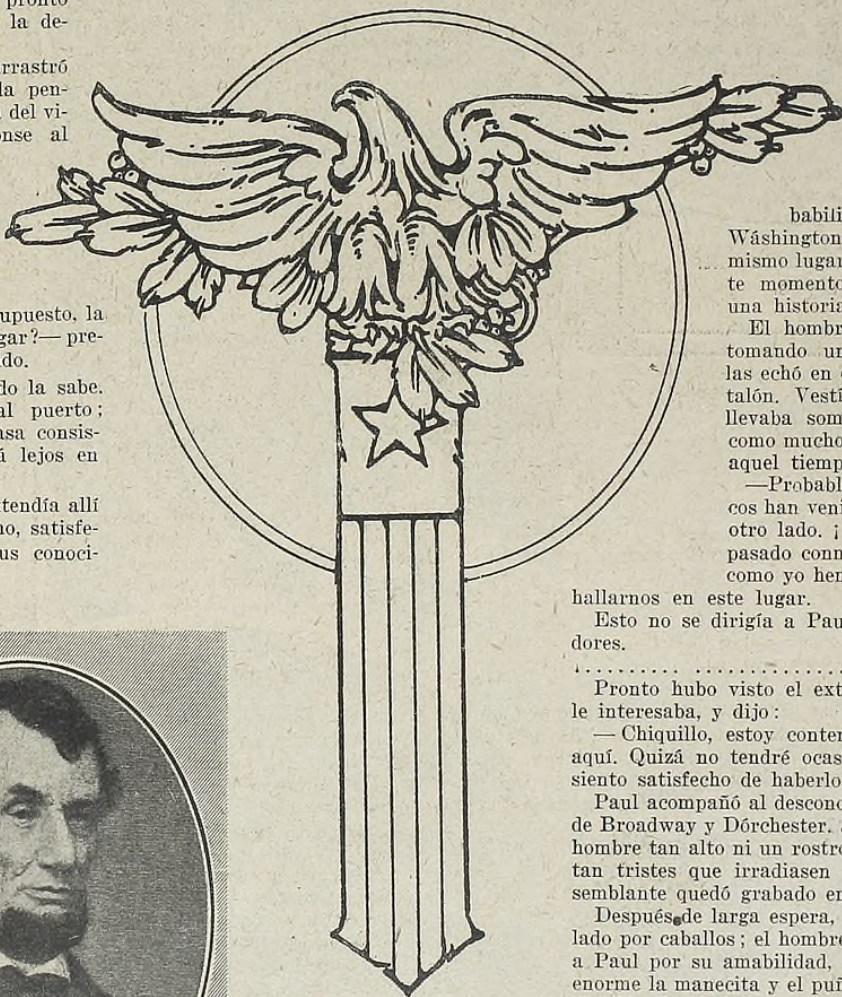 pronto
la de-
rrastró
la pen-
del vi-
onse al
upuesto, la
gar?— pre-
do.
do la sabe.
al puerto;
asa consis-
á lejos en
tendía allí
no, satisfe-
us conoci-
babili
Wáshington
mismo lugar
te momento
una historia
El hombre
tomando un
las echó en
talón. Vestí
llevaba som
como mucho
aquel tiemp
—Probabl
cos han veni
otro lado. ¡
pasado conm
como yo her
hallarnos en este lugar.
Esto no se dirigía a Pau
dores.
......... ..............
Pronto hubo visto el ext
le interesaba, y dijo:
— Chiquillo, estoy conten
aquí. Quizá no tendré ocas
siento satisfecho de haberlo
Paul acompañó al descono
de Broadway y Dórchester.
hombre tan alto ni un rostro
tan tristes que irradiasen
semblante quedó grabado en
Después de larga espera,
lado por caballos; el hombre
a Paul por su amabilidad,
enorme la manecita y el puñ